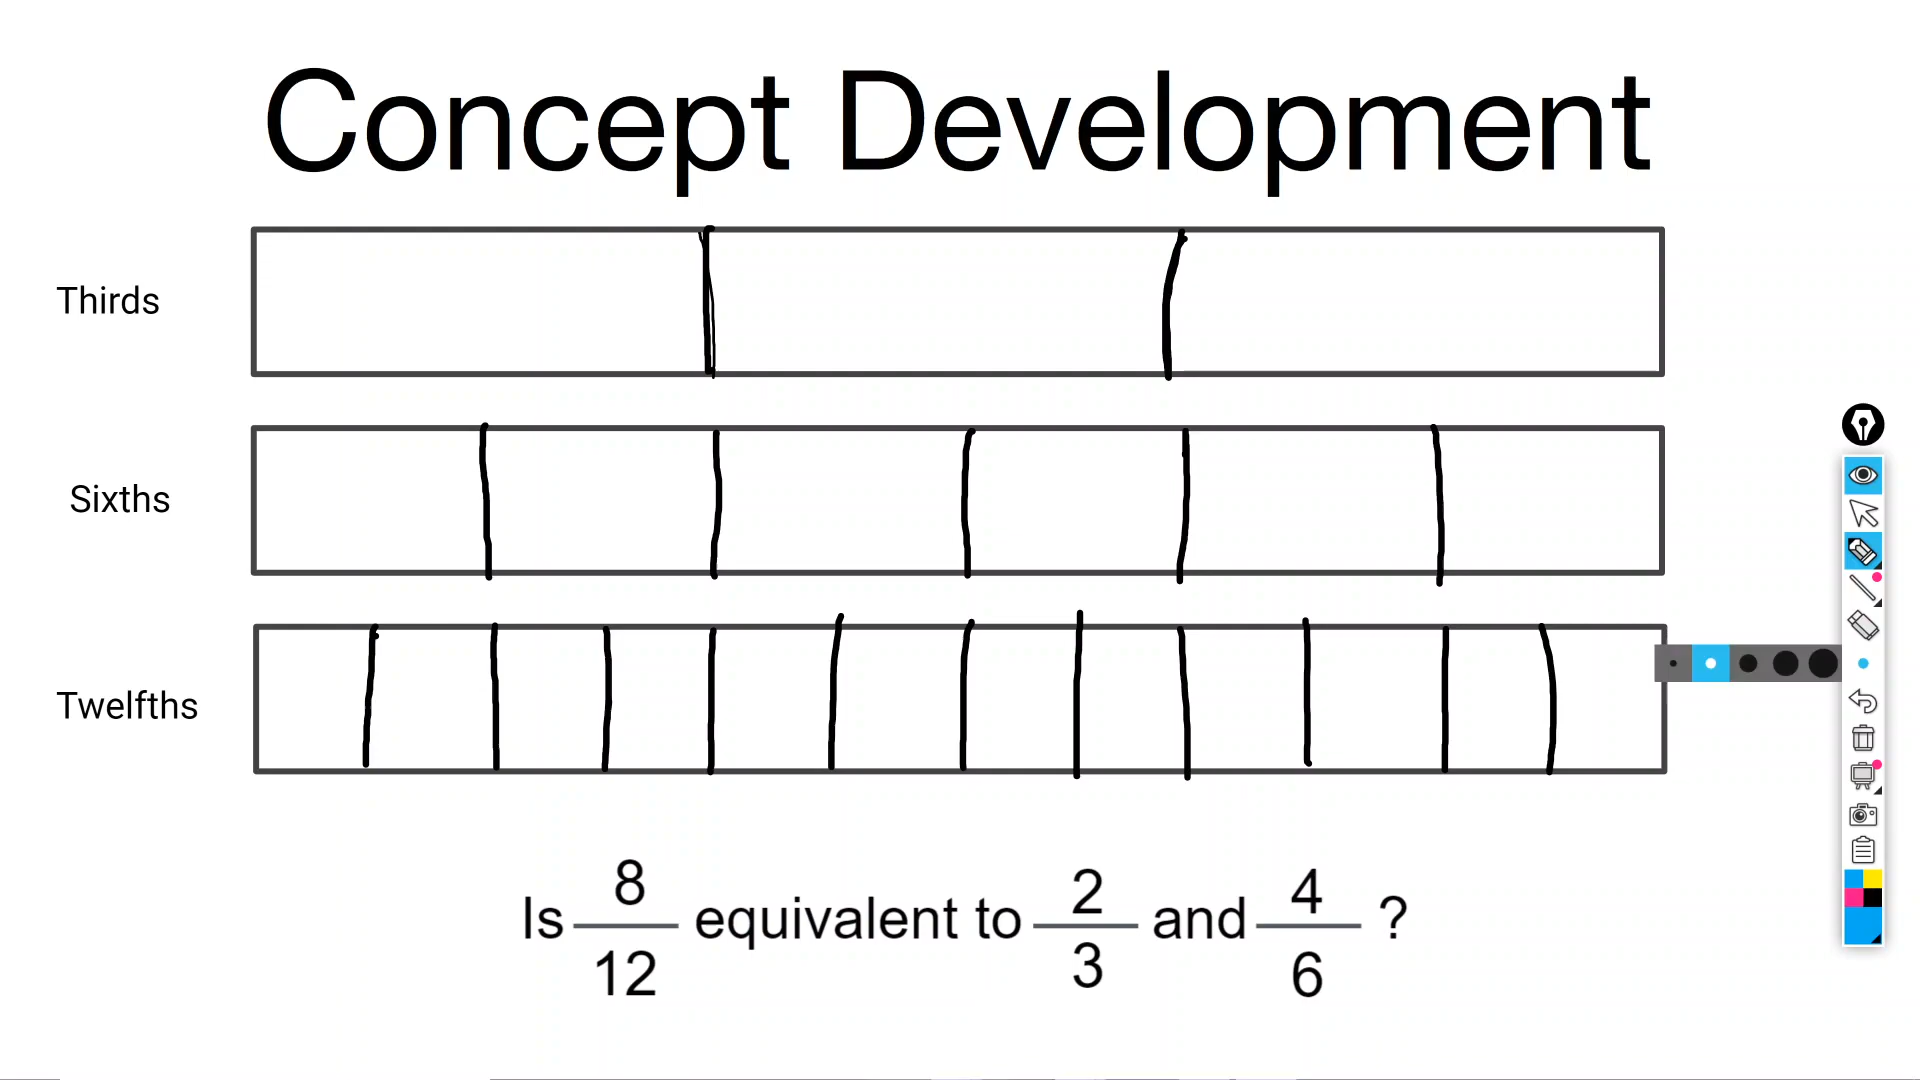 Concept Development
Thirds
Sixths
Twelfths
Is 8/12 equivalent to 2/3 and 4/6 ?